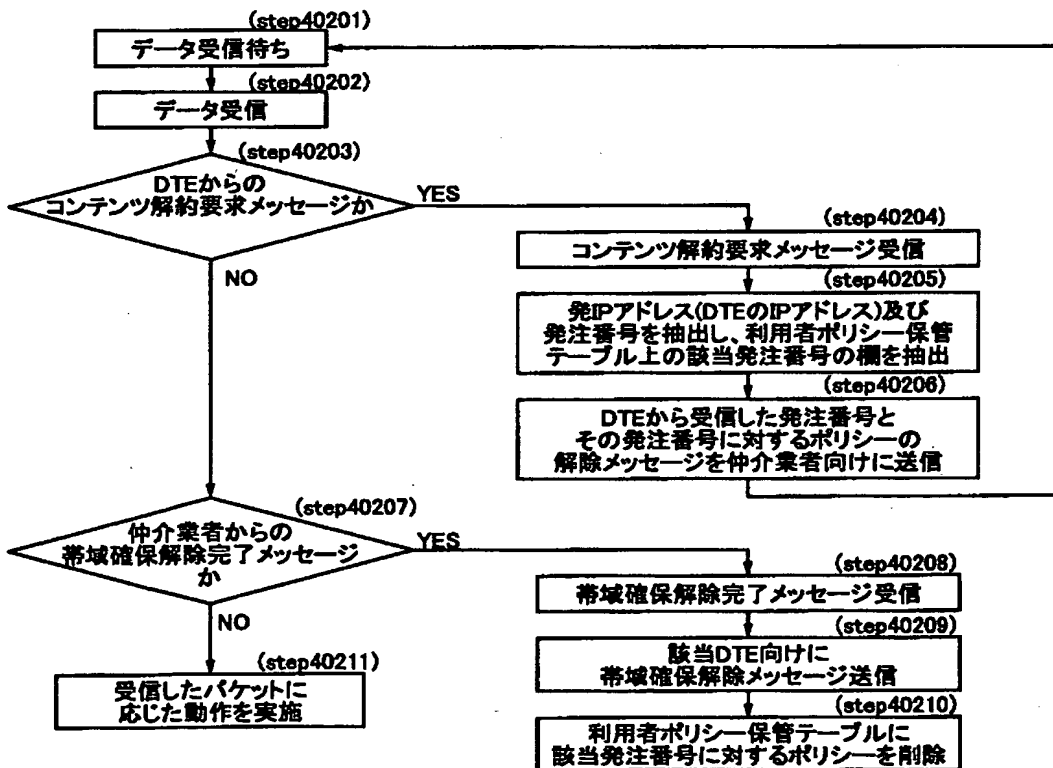 (step40201)
データ受信待ち
(step40202)
データ受信
(step40203)
DTEからの
コンテンツ解約要求メッセージか
YES
NO
(step40204)
コンテンツ解約要求メッセージ受信
(step40205)
発IPアドレス(DTEのIPアドレス)及び
発注番号を抽出し、利用者ポリシー保管
テーブル上の該当発注番号の欄を抽出
(step40206)
DTEから受信した発注番号と
その発注番号に対するポリシーの
解除メッセージを仲介業者向けに送信
(step40207)
仲介業者からの
帯域確保解除完了メッセージ
か
YES
NO
(step40208)
帯域確保解除完了メッセージ受信
(step40209)
該当DTE向けに
帯域確保解除メッセージ送信
(step40210)
利用者ポリシー保管テーブルに
該当発注番号に対するポリシーを削除
(step40211)
受信したパケットに
応じた動作を実施